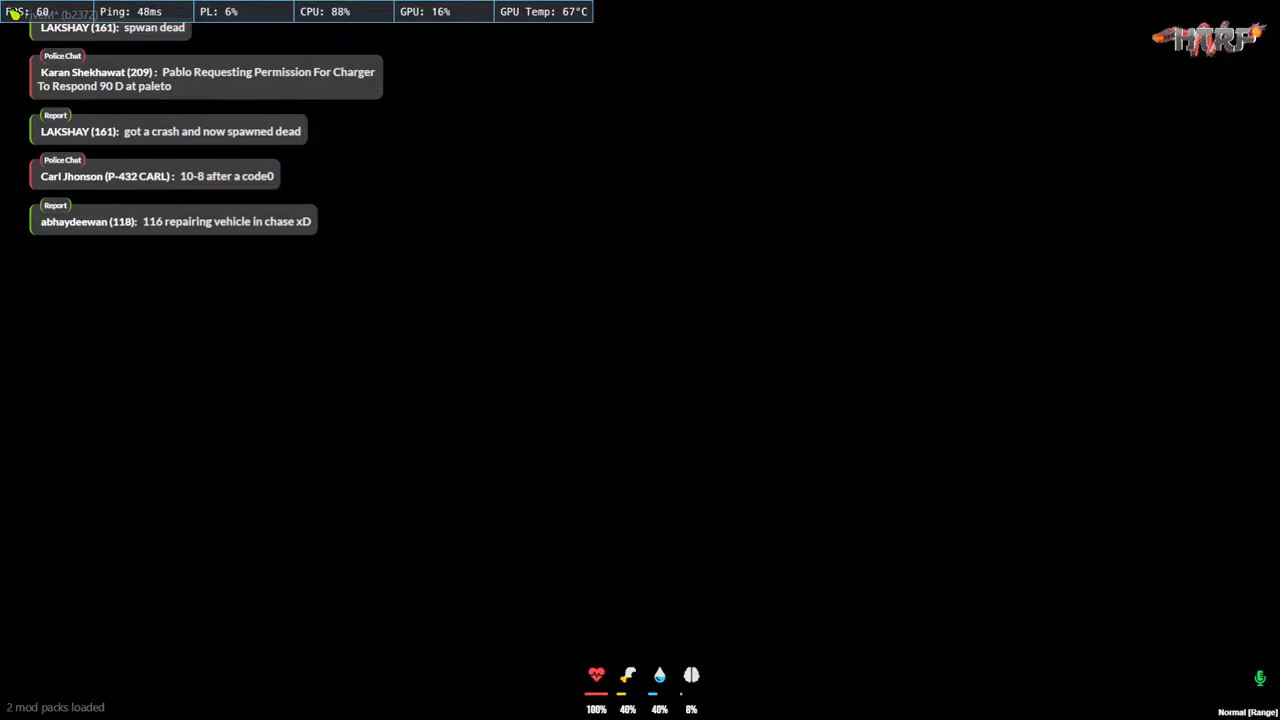 FPS: 60 Ping: 48ms PL: 6% CPU: 88% GPU: 16% GPU Temp: 67°C
FiveM* (b2372)
HTRP
LAKSHAY (161): spwan dead
Police Chat
Karan Shekhawat (209) : Pablo Requesting Permission For Charger
To Respond 90 D at paleto
Report
LAKSHAY (161): got a crash and now spawned dead
Police Chat
Carl Jhonson (P-432 CARL) : 10-8 after a code0
Report
abhaydeewan (118): 116 repairing vehicle in chase xD
100% 40% 40% 8%
2 mod packs loaded
Normal [Range]